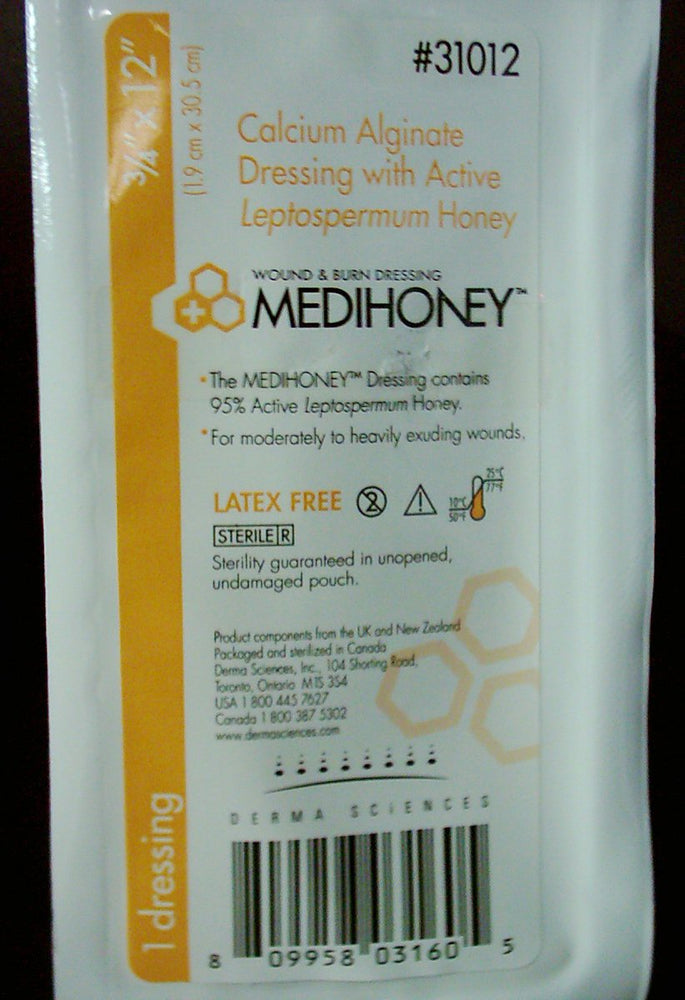 #31012
3/4" x 12"
(1.9 cm x 30.5 cm)
Calcium Alginate
Dressing with Active
Leptospermum Honey
WOUND & BURN DRESSING
MEDIHONEY™
• The MEDIHONEY™ Dressing contains
95% Active Leptospermum Honey.
• For moderately to heavily exuding wounds.
LATEX FREE 2 ! 25°C
77°F
10°C
50°F
STERILE R
Sterility guaranteed in unopened,
undamaged pouch.
Product components from the UK and New Zealand
Packaged and sterilized in Canada
Derma Sciences, Inc., 104 Shorting Road,
Toronto, Ontario M1S 3S4
USA 1 800 445 7627
Canada 1 800 387 5302
www.dermasciences.com
DERMA SCIENCES
1 dressing
8 09958 03160 5